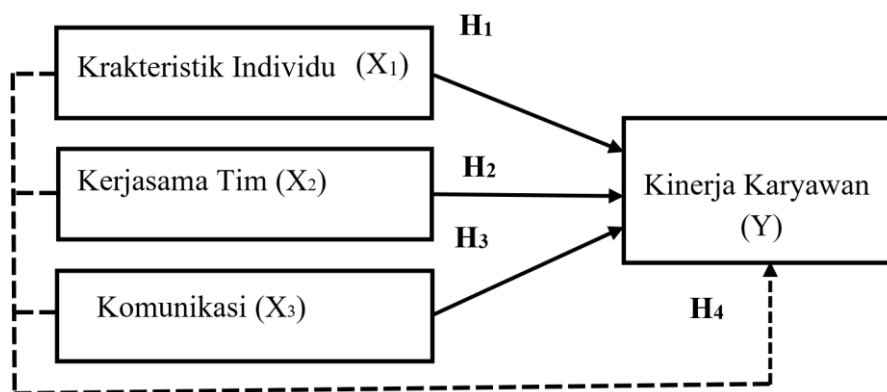 H₁
Krakteristik Individu (X₁)
Kerjasama Tim (X₂)
H₂
Kinerja Karyawan
(Y)
H₃
Komunikasi (X₃)
H₄